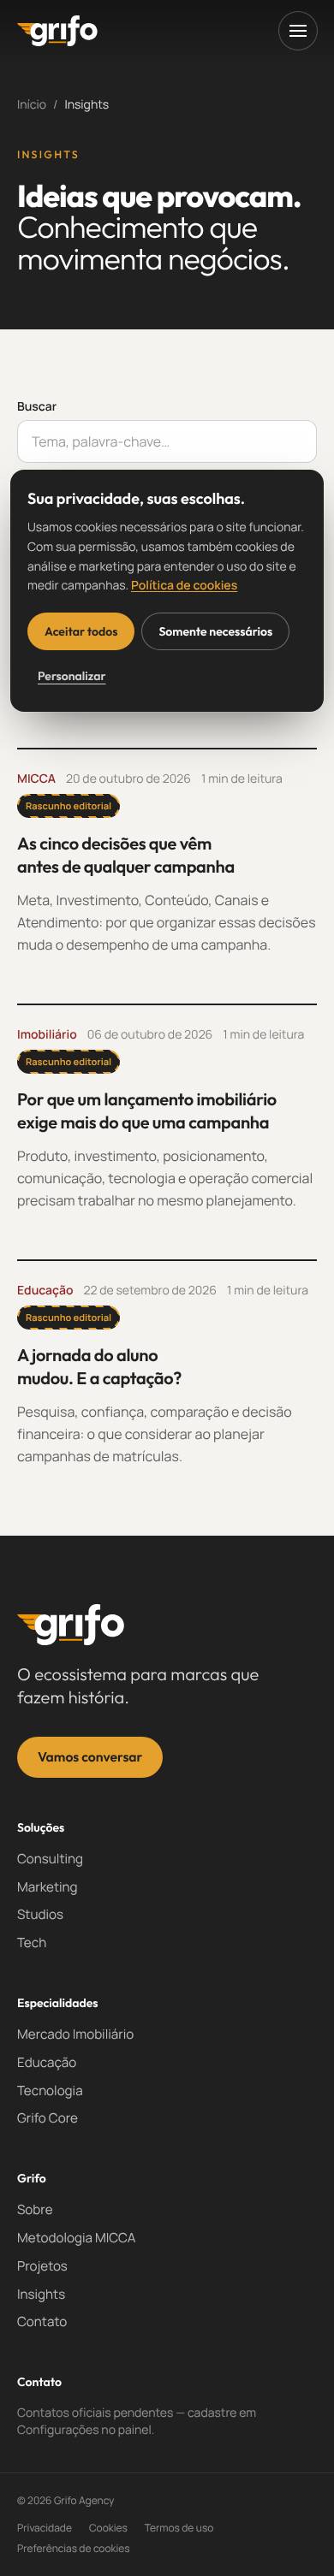 grifo
Início / Insights
INSIGHTS
Ideias que provocam.
Conhecimento que
movimenta negócios.
Buscar
Tema, palavra-chave...
Sua privacidade, suas escolhas.
Usamos cookies necessários para o site funcionar.
Com sua permissão, usamos também cookies de
análise e marketing para entender o uso do site e
medir campanhas. Política de cookies
Aceitar todos Somente necessários
Personalizar
MICCA 20 de outubro de 2026 1 min de leitura
Rascunho editorial
As cinco decisões que vêm
antes de qualquer campanha
Meta, Investimento, Conteúdo, Canais e
Atendimento: por que organizar essas decisões
muda o desempenho de uma campanha.
Imobiliário 06 de outubro de 2026 1 min de leitura
Rascunho editorial
Por que um lançamento imobiliário
exige mais do que uma campanha
Produto, investimento, posicionamento,
comunicação, tecnologia e operação comercial
precisam trabalhar no mesmo planejamento.
Educação 22 de setembro de 2026 1 min de leitura
Rascunho editorial
A jornada do aluno
mudou. E a captação?
Pesquisa, confiança, comparação e decisão
financeira: o que considerar ao planejar
campanhas de matrículas.
grifo
O ecossistema para marcas que
fazem história.
Vamos conversar
Soluções
Consulting
Marketing
Studios
Tech
Especialidades
Mercado Imobiliário
Educação
Tecnologia
Grifo Core
Grifo
Sobre
Metodologia MICCA
Projetos
Insights
Contato
Contato
Contatos oficiais pendentes — cadastre em
Configurações no painel.
© 2026 Grifo Agency
Privacidade Cookies Termos de uso
Preferências de cookies